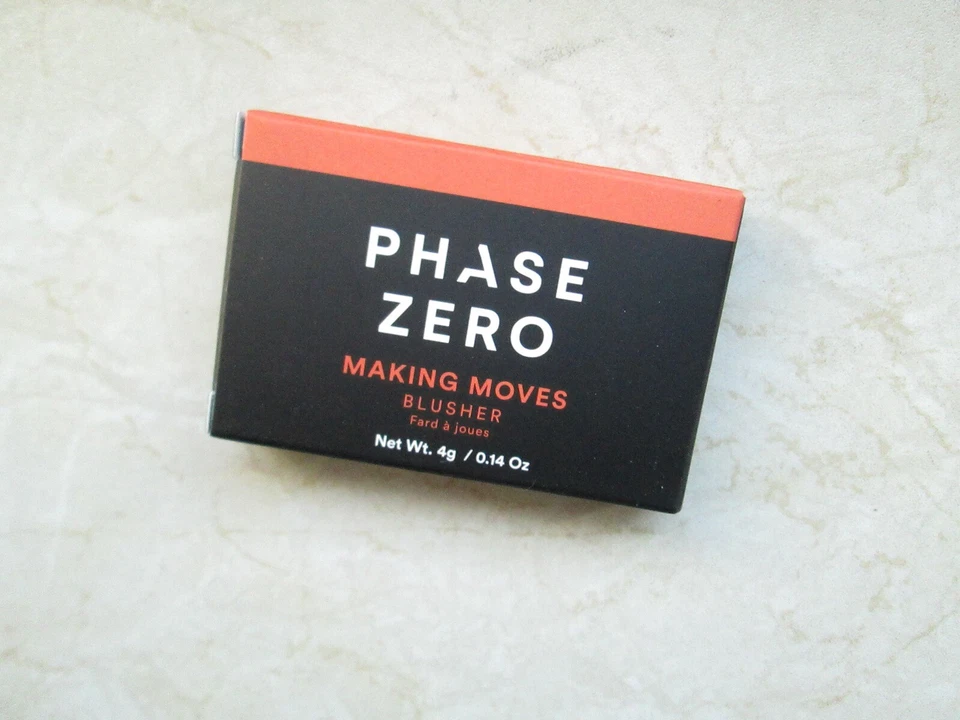 PHASE
ZERO
MAKING MOVES
BLUSHER
Fard à joues
Net Wt. 4g / 0.14 Oz